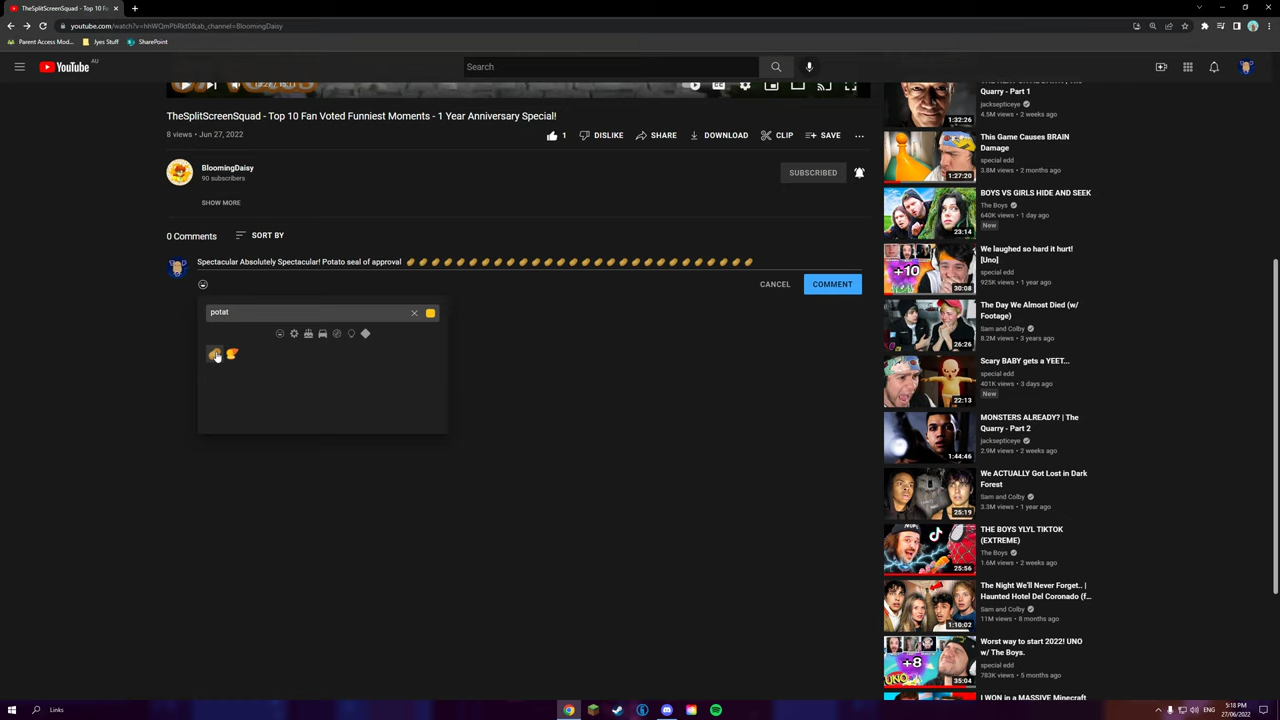 TheSplitScreenSquad - Top 10 Fa
youtube.com/watch?v=hhWQmPbRkt0&ab_channel=BloomingDaisy
Parent Access Mod...
Jyes Stuff
SharePoint
YouTube AU
Search
TheSplitScreenSquad - Top 10 Fan Voted Funniest Moments - 1 Year Anniversary Special!
8 views • Jun 27, 2022
1
DISLIKE
SHARE
DOWNLOAD
CLIP
SAVE
BloomingDaisy
90 subscribers
SUBSCRIBED
SHOW MORE
0 Comments
SORT BY
Spectacular Absolutely Spectacular! Potato seal of approval
CANCEL
COMMENT
potat
Quarry - Part 1
jacksepticeye
4.5M views • 2 weeks ago
1:32:26
This Game Causes BRAIN
Damage
special edd
3.8M views • 2 months ago
1:27:20
BOYS VS GIRLS HIDE AND SEEK
The Boys
640K views • 1 day ago
New
23:14
We laughed so hard it hurt!
[Uno]
special edd
925K views • 1 year ago
+10
30:08
The Day We Almost Died (w/
Footage)
Sam and Colby
8.2M views • 3 years ago
26:26
Scary BABY gets a YEET...
special edd
401K views • 3 days ago
New
22:13
MONSTERS ALREADY? | The
Quarry - Part 2
jacksepticeye
2.9M views • 2 weeks ago
1:44:46
We ACTUALLY Got Lost in Dark
Forest
Sam and Colby
3.3M views • 1 year ago
25:19
THE BOYS YLYL TIKTOK
(EXTREME)
The Boys
1.6M views • 2 weeks ago
25:56
The Night We'll Never Forget.. |
Haunted Hotel Del Coronado (f...
Sam and Colby
11M views • 8 months ago
1:10:02
Worst way to start 2022! UNO
w/ The Boys.
special edd
783K views • 5 months ago
+8
UNO
35:04
I WON in a MASSIVE Minecraft
Links
ENG
5:18 PM
27/06/2022